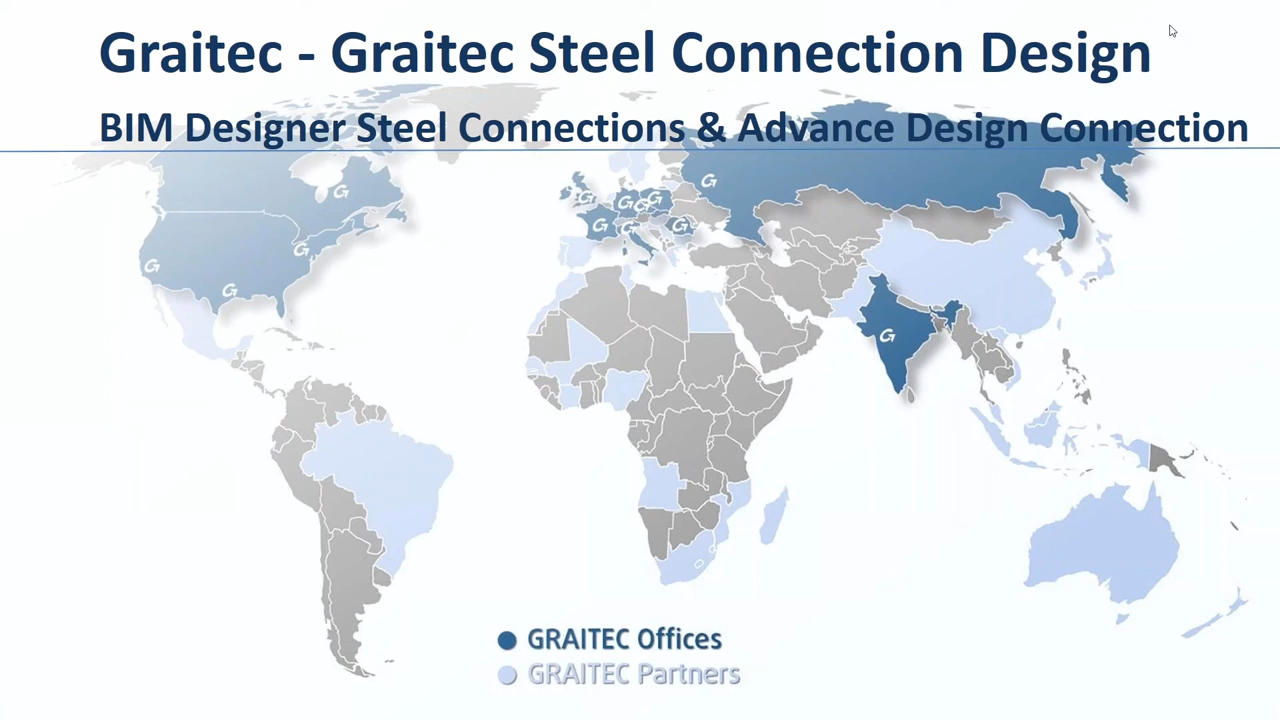 Graitec - Graitec Steel Connection Design
BIM Designer Steel Connections & Advance Design Connection
GRAITEC Offices
GRAITEC Partners